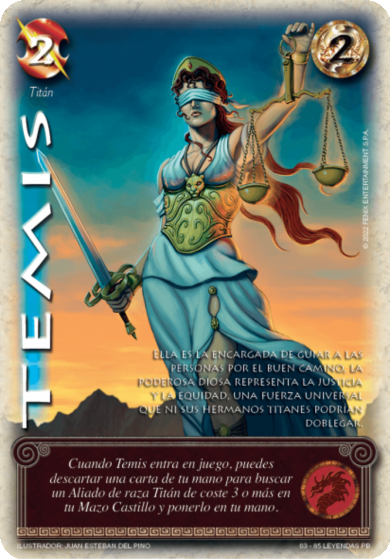 2
2
Titán
TEMIS
© 2022 FENIX ENTERTAINMENT S.P.A.
ELLA ES LA ENCARGADA DE GUIAR A LAS
PERSONAS POR EL BUEN CAMINO, LA
PODEROSA DIOSA REPRESENTA LA JUSTICIA
Y LA EQUIDAD, UNA FUERZA UNIVERSAL
QUE NI SUS HERMANOS TITANES PODRÍAN
DOBLEGAR.
Cuando Temis entra en juego, puedes
descartar una carta de tu mano para buscar
un Aliado de raza Titán de coste 3 o más en
tu Mazo Castillo y ponerlo en tu mano.
ILUSTRADOR: JUAN ESTEBAN DEL PINO
63 - 85 LEYENDAS PB